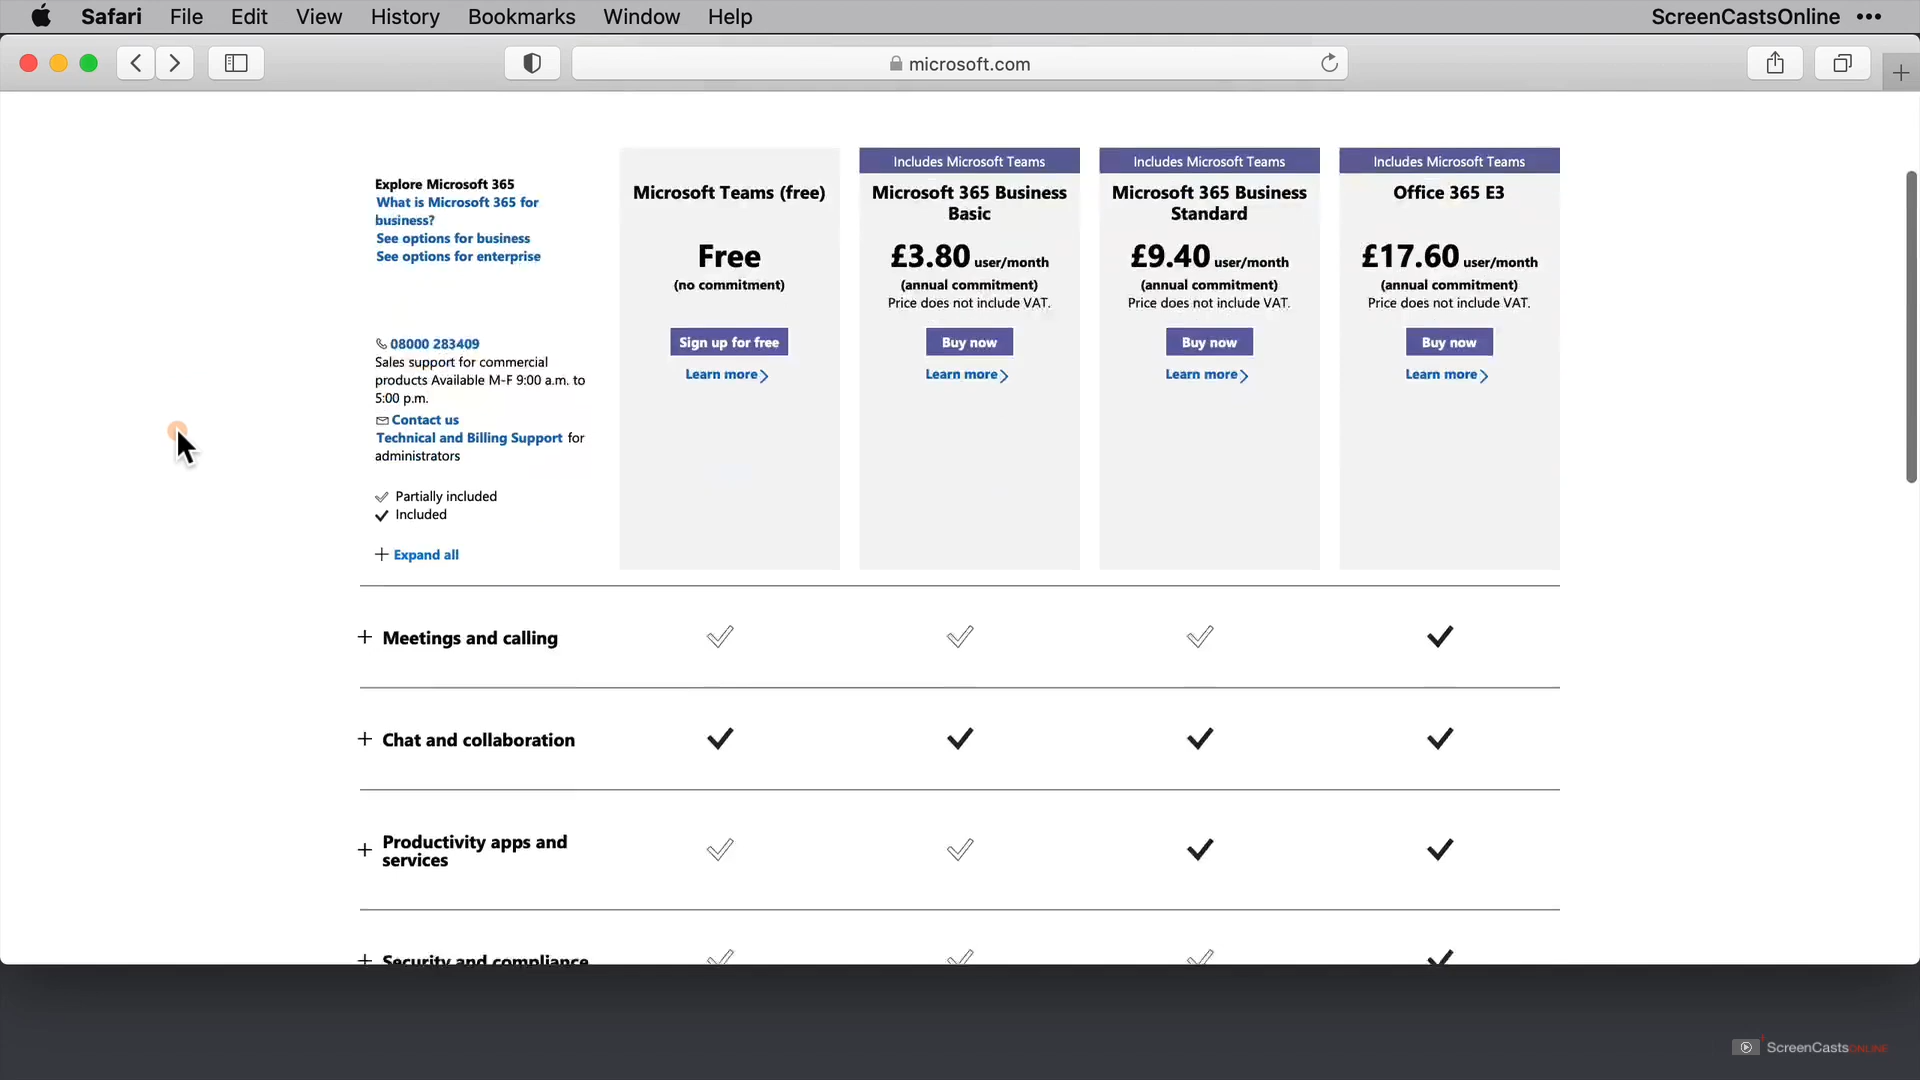 Safari File Edit View History Bookmarks Window Help ScreenCastsOnline
microsoft.com
Explore Microsoft 365
What is Microsoft 365 for
business?
See options for business
See options for enterprise
08000 283409
Sales support for commercial
products Available M-F 9:00 a.m. to
5:00 p.m.
Contact us
Technical and Billing Support for
administrators
Partially included
Included
Expand all
Microsoft Teams (free)
Free
(no commitment)
Sign up for free
Learn more
Includes Microsoft Teams
Microsoft 365 Business
Basic
£3.80 user/month
(annual commitment)
Price does not include VAT.
Buy now
Learn more
Includes Microsoft Teams
Microsoft 365 Business
Standard
£9.40 user/month
(annual commitment)
Price does not include VAT.
Buy now
Learn more
Includes Microsoft Teams
Office 365 E3
£17.60 user/month
(annual commitment)
Price does not include VAT.
Buy now
Learn more
Meetings and calling
Chat and collaboration
Productivity apps and
services
Security and compliance
ScreenCastsONLINE